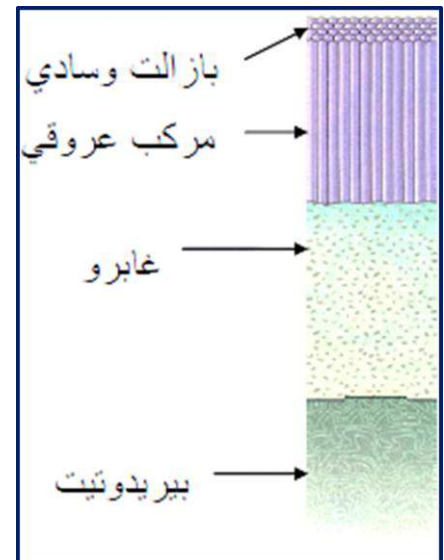 بازالت وسادي
مركب عروقي
غابرو
بيريدوتيت